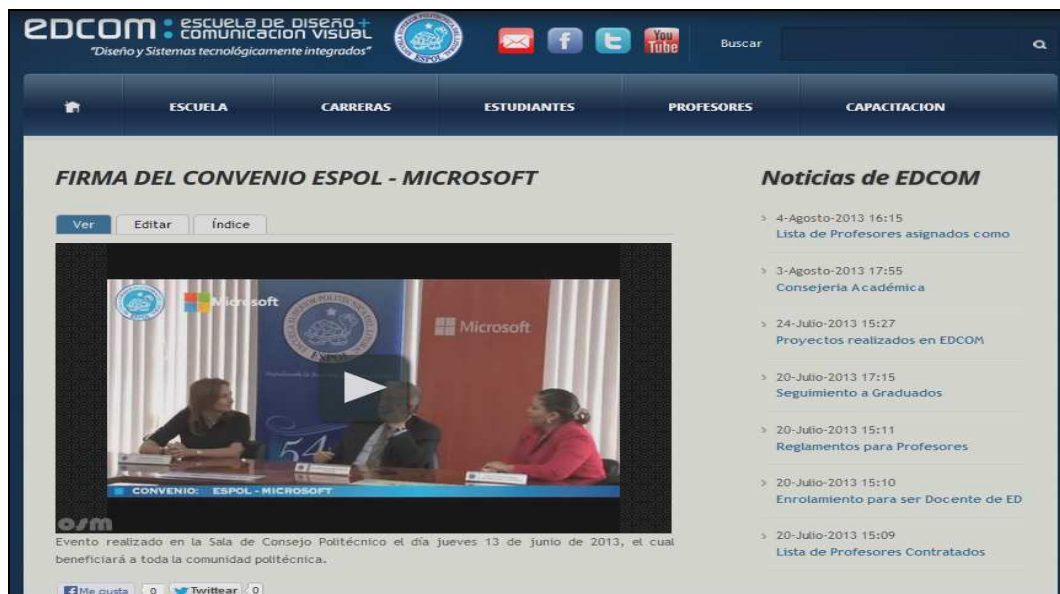 EDCOM : ESCUELA DE DISEÑO +
COMUNICACION VISUAL
"Diseño y Sistemas tecnológicamente integrados"
ESPOL
You
Tube
Buscar
ESCUELA
CARRERAS
ESTUDIANTES
PROFESORES
CAPACITACION
FIRMA DEL CONVENIO ESPOL - MICROSOFT
Ver
Editar
Índice
Microsoft
ESPOL
Microsoft
54
CONVENIO: ESPOL - MICROSOFT
osm
Evento realizado en la Sala de Consejo Politécnico el día jueves 13 de junio de 2013, el cual
beneficiará a toda la comunidad politécnica.
Me gusta 0 Twittear 0
Noticias de EDCOM
4-Agosto-2013 16:15
Lista de Profesores asignados como
3-Agosto-2013 17:55
Consejeria Académica
24-Julio-2013 15:27
Proyectos realizados en EDCOM
20-Julio-2013 17:15
Seguimiento a Graduados
20-Julio-2013 15:11
Reglamentos para Profesores
20-Julio-2013 15:10
Enrolamiento para ser Docente de ED
20-Julio-2013 15:09
Lista de Profesores Contratados